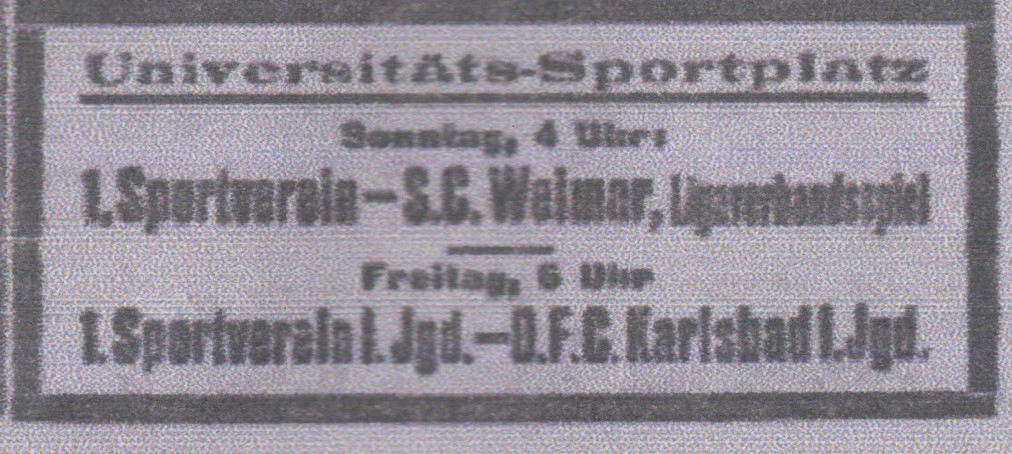 Universitäts-Sportplatz
Sonntag, 4 Uhr:
1. Sportverein – S.C. Weimar, Ligaverbandsspiel
Freitag, 6 Uhr
1. Sportverein I. Jgd. – D.F.C. Karlsbad I. Jgd.